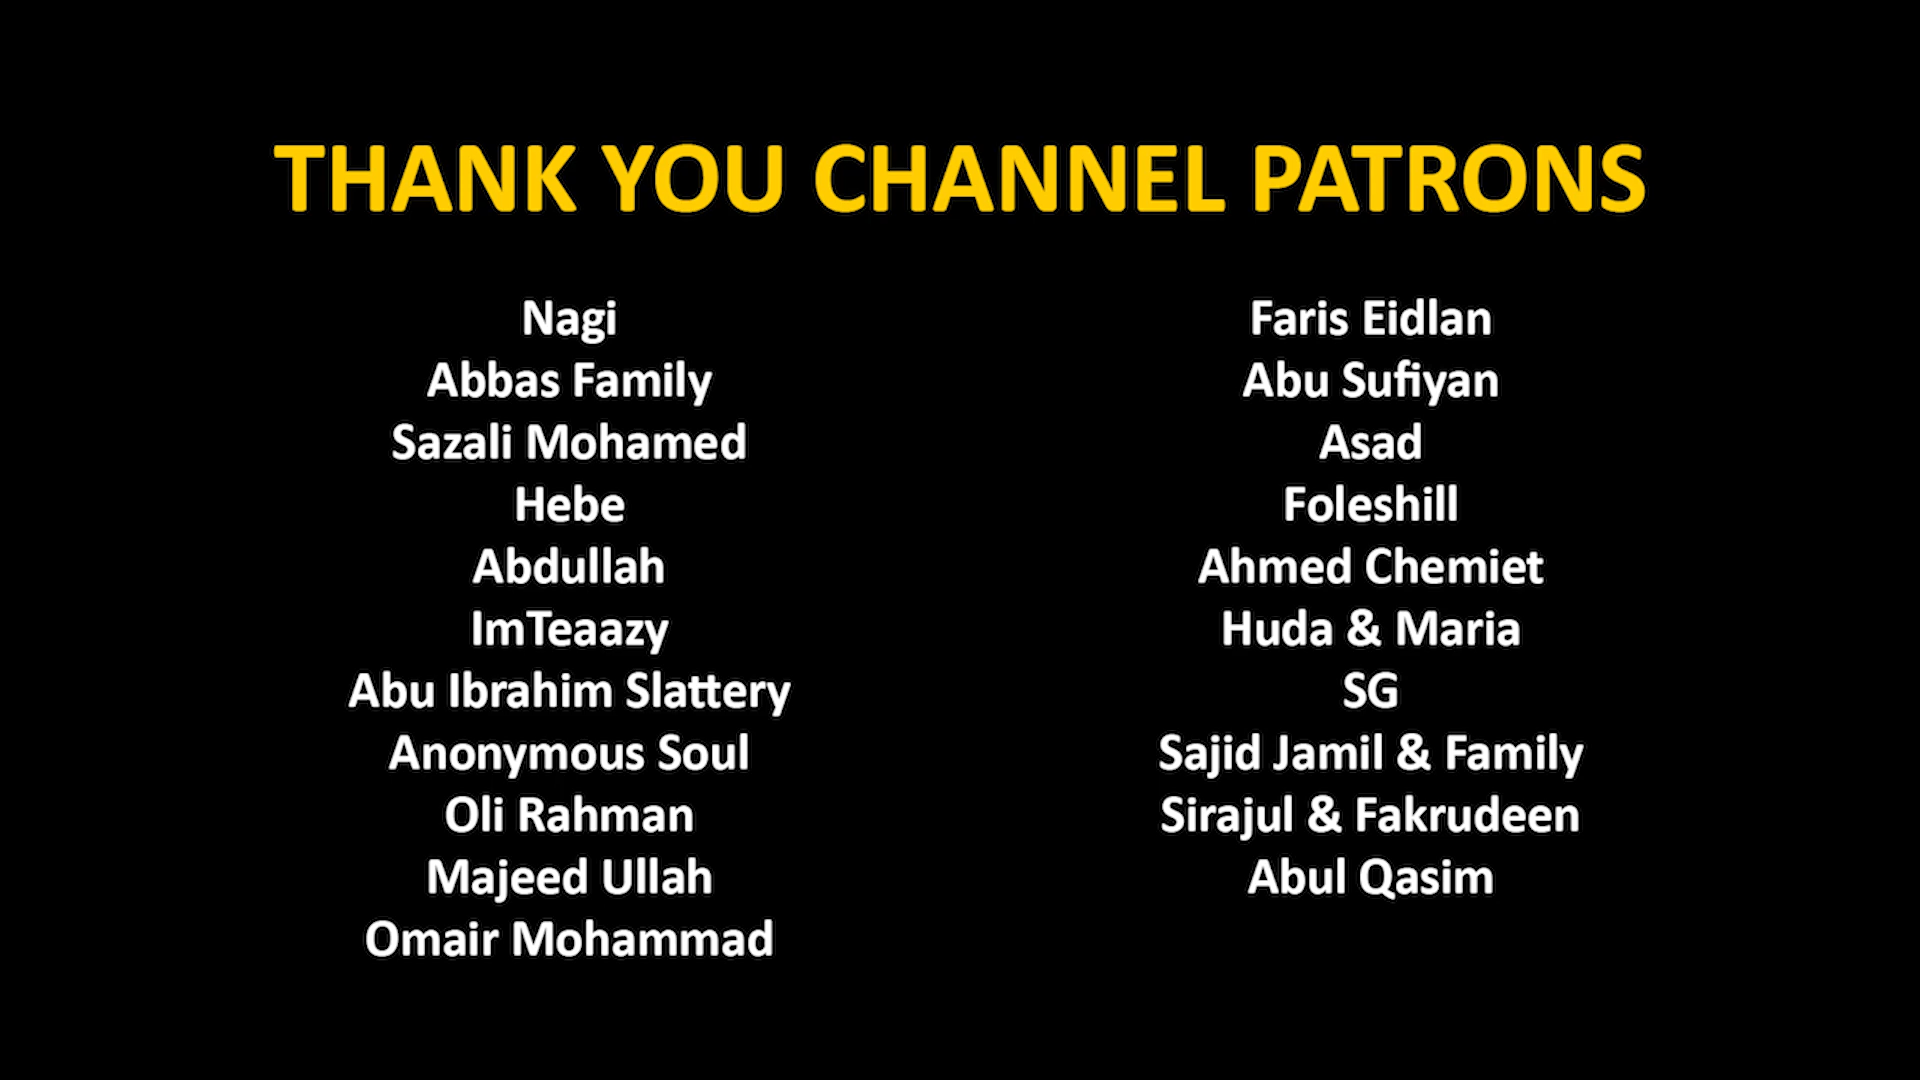 THANK YOU CHANNEL PATRONS
Nagi
Abbas Family
Sazali Mohamed
Hebe
Abdullah
ImTeaazy
Abu Ibrahim Slattery
Anonymous Soul
Oli Rahman
Majeed Ullah
Omair Mohammad
Faris Eidlan
Abu Sufiyan
Asad
Foleshill
Ahmed Chemiet
Huda & Maria
SG
Sajid Jamil & Family
Sirajul & Fakrudeen
Abul Qasim